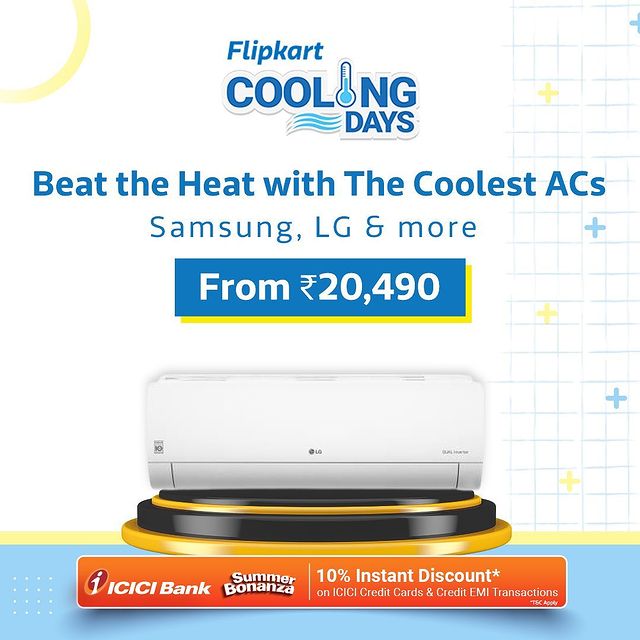 Flipkart
COOLING
DAYS
Beat the Heat with The Coolest ACs
Samsung, LG & more
From ₹20,490
LG
DUAL Inverter
ICICI Bank
Summer
Bonanza
10% Instant Discount*
on ICICI Credit Cards & Credit EMI Transactions
*T&C Apply